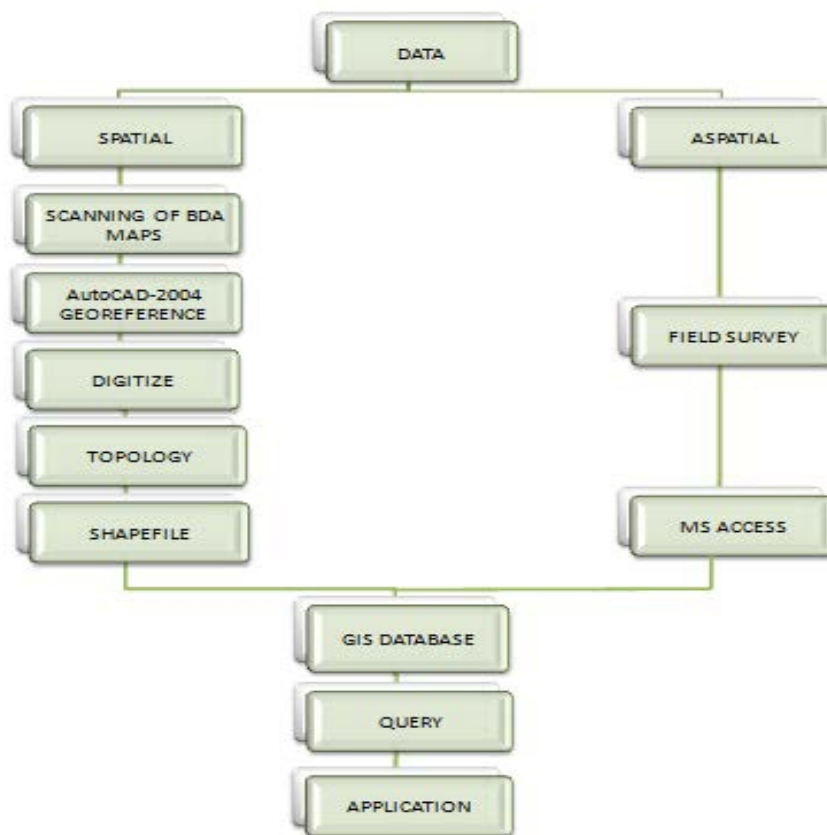 DATA
SPATIAL
ASPATIAL
SCANNING OF BDA
MAPS
AutoCAD-2004
GEOREFERENCE
FIELD SURVEY
DIGITIZE
TOPOLOGY
SHAPEFILE
MS ACCESS
GIS DATABASE
QUERY
APPLICATION